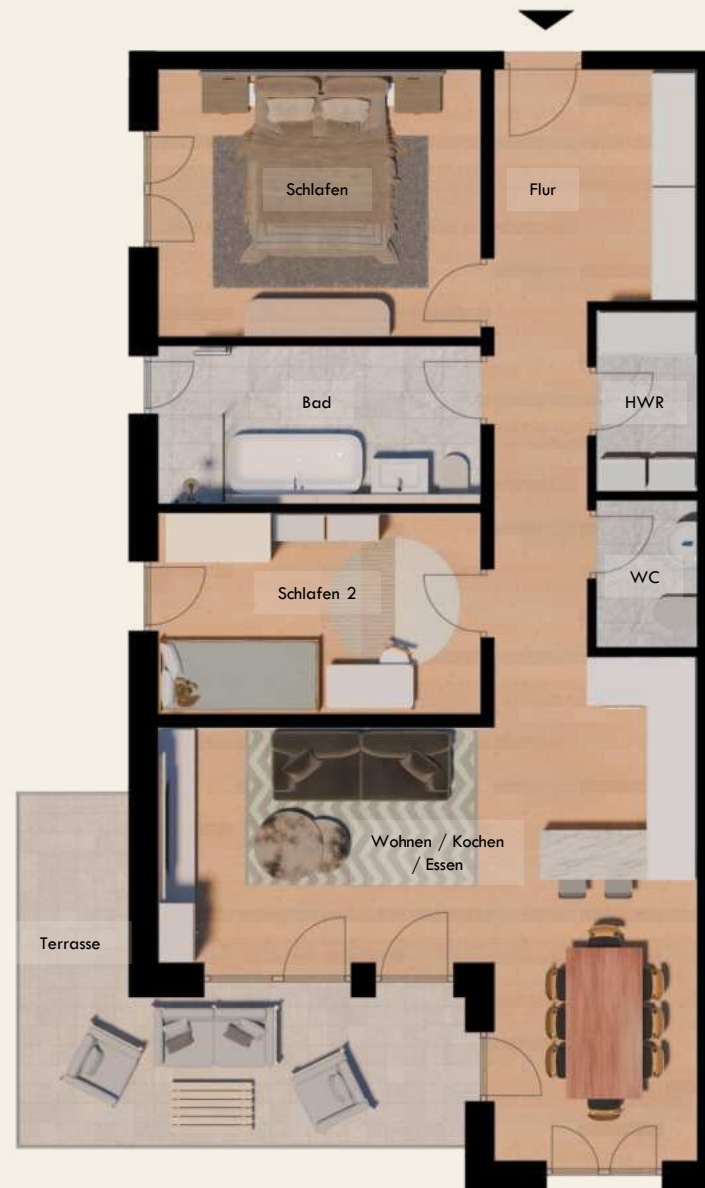 Schlafen
Flur
Bad
HWR
WC
Schlafen 2
Wohnen / Kochen
/ Essen
Terrasse